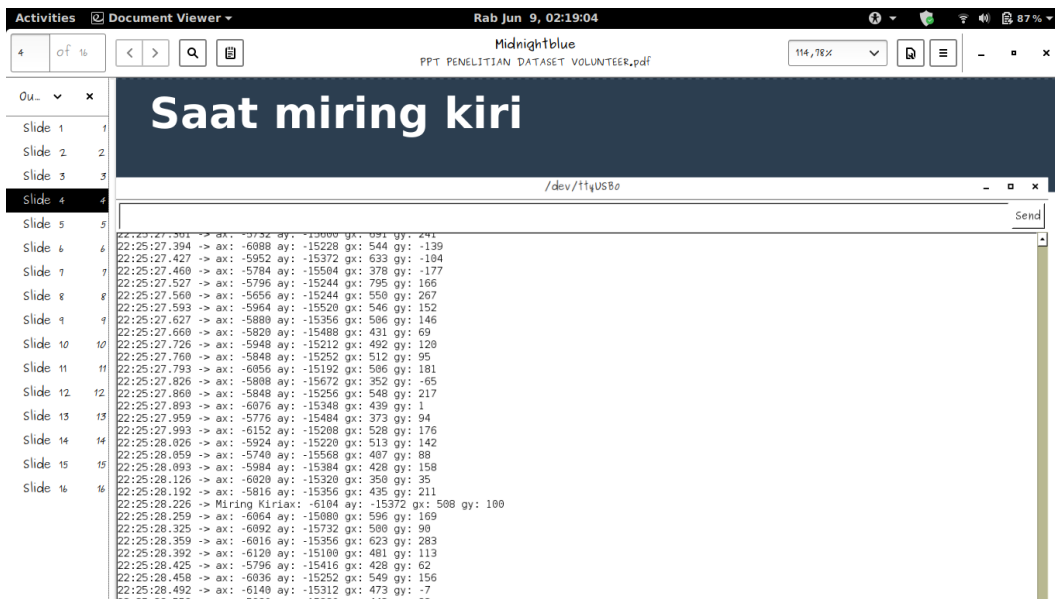 Activities Document Viewer Rab Jun 9, 02:19:04 87 %
4 of 16 Midnightblue 114,78%
PPT PENELITIAN DATASET VOLUNTEER.pdf
Ou...
Slide 1 1
Slide 2 2
Slide 3 3
Slide 4 4
Slide 5 5
Slide 6 6
Slide 7 7
Slide 8 8
Slide 9 9
Slide 10 10
Slide 11 11
Slide 12 12
Slide 13 13
Slide 14 14
Slide 15 15
Slide 16 16
Saat miring kiri
/dev/ttyUSB0
Send
22:25:27.361 -> ax: -5732 ay: -15600 gx: 691 gy: 241
22:25:27.394 -> ax: -6088 ay: -15228 gx: 544 gy: -139
22:25:27.427 -> ax: -5952 ay: -15372 gx: 633 gy: -104
22:25:27.460 -> ax: -5784 ay: -15504 gx: 378 gy: -177
22:25:27.527 -> ax: -5796 ay: -15244 gx: 795 gy: 166
22:25:27.560 -> ax: -5656 ay: -15244 gx: 550 gy: 267
22:25:27.593 -> ax: -5964 ay: -15520 gx: 546 gy: 152
22:25:27.627 -> ax: -5880 ay: -15356 gx: 506 gy: 146
22:25:27.660 -> ax: -5820 ay: -15488 gx: 431 gy: 69
22:25:27.726 -> ax: -5948 ay: -15212 gx: 492 gy: 120
22:25:27.760 -> ax: -5848 ay: -15252 gx: 512 gy: 95
22:25:27.793 -> ax: -6056 ay: -15192 gx: 506 gy: 181
22:25:27.826 -> ax: -5808 ay: -15672 gx: 352 gy: -65
22:25:27.860 -> ax: -5848 ay: -15256 gx: 548 gy: 217
22:25:27.893 -> ax: -6076 ay: -15348 gx: 439 gy: 1
22:25:27.959 -> ax: -5776 ay: -15484 gx: 373 gy: 94
22:25:27.993 -> ax: -6152 ay: -15208 gx: 528 gy: 176
22:25:28.026 -> ax: -5924 ay: -15220 gx: 513 gy: 142
22:25:28.059 -> ax: -5740 ay: -15568 gx: 407 gy: 88
22:25:28.093 -> ax: -5984 ay: -15384 gx: 428 gy: 158
22:25:28.126 -> ax: -6020 ay: -15320 gx: 350 gy: 35
22:25:28.192 -> ax: -5816 ay: -15356 gx: 435 gy: 211
22:25:28.226 -> Miring Kiriax: -6104 ay: -15372 gx: 508 gy: 100
22:25:28.259 -> ax: -6064 ay: -15080 gx: 596 gy: 169
22:25:28.325 -> ax: -6092 ay: -15732 gx: 500 gy: 90
22:25:28.359 -> ax: -6016 ay: -15356 gx: 623 gy: 283
22:25:28.392 -> ax: -6120 ay: -15100 gx: 481 gy: 113
22:25:28.425 -> ax: -5796 ay: -15416 gx: 428 gy: 62
22:25:28.458 -> ax: -6036 ay: -15252 gx: 549 gy: 156
22:25:28.492 -> ax: -6140 ay: -15312 gx: 473 gy: -7